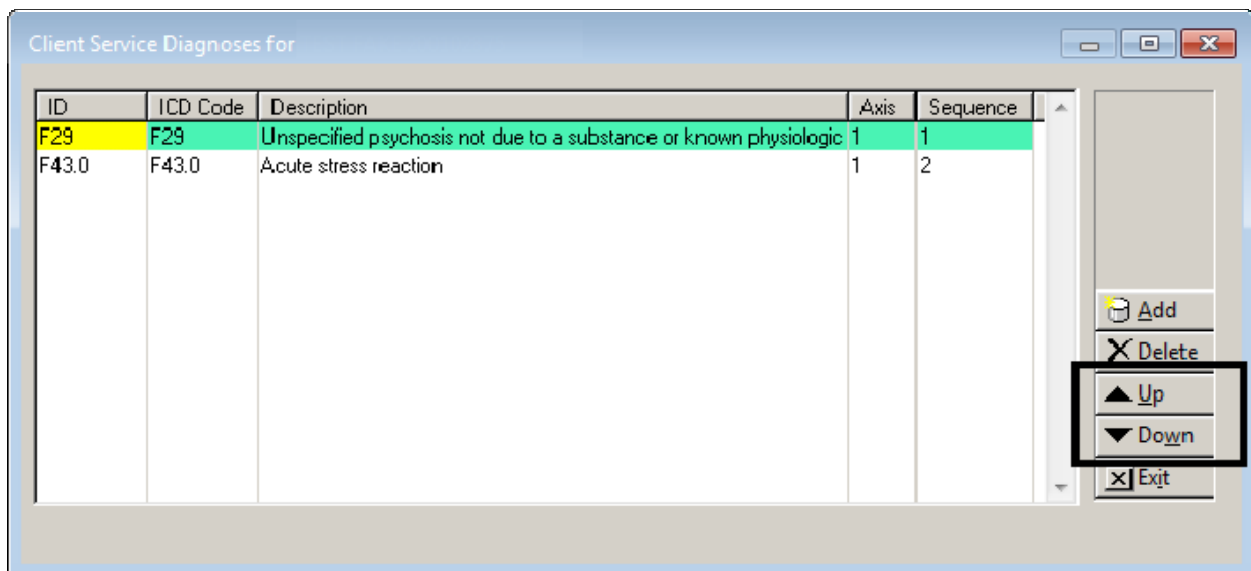 Client Service Diagnoses for
ID ICD Code Description Axis Sequence
F29 F29 Unspecified psychosis not due to a substance or known physiologic 1 1
F43.0 F43.0 Acute stress reaction 1 2
Add
Delete
Up
Down
Exit